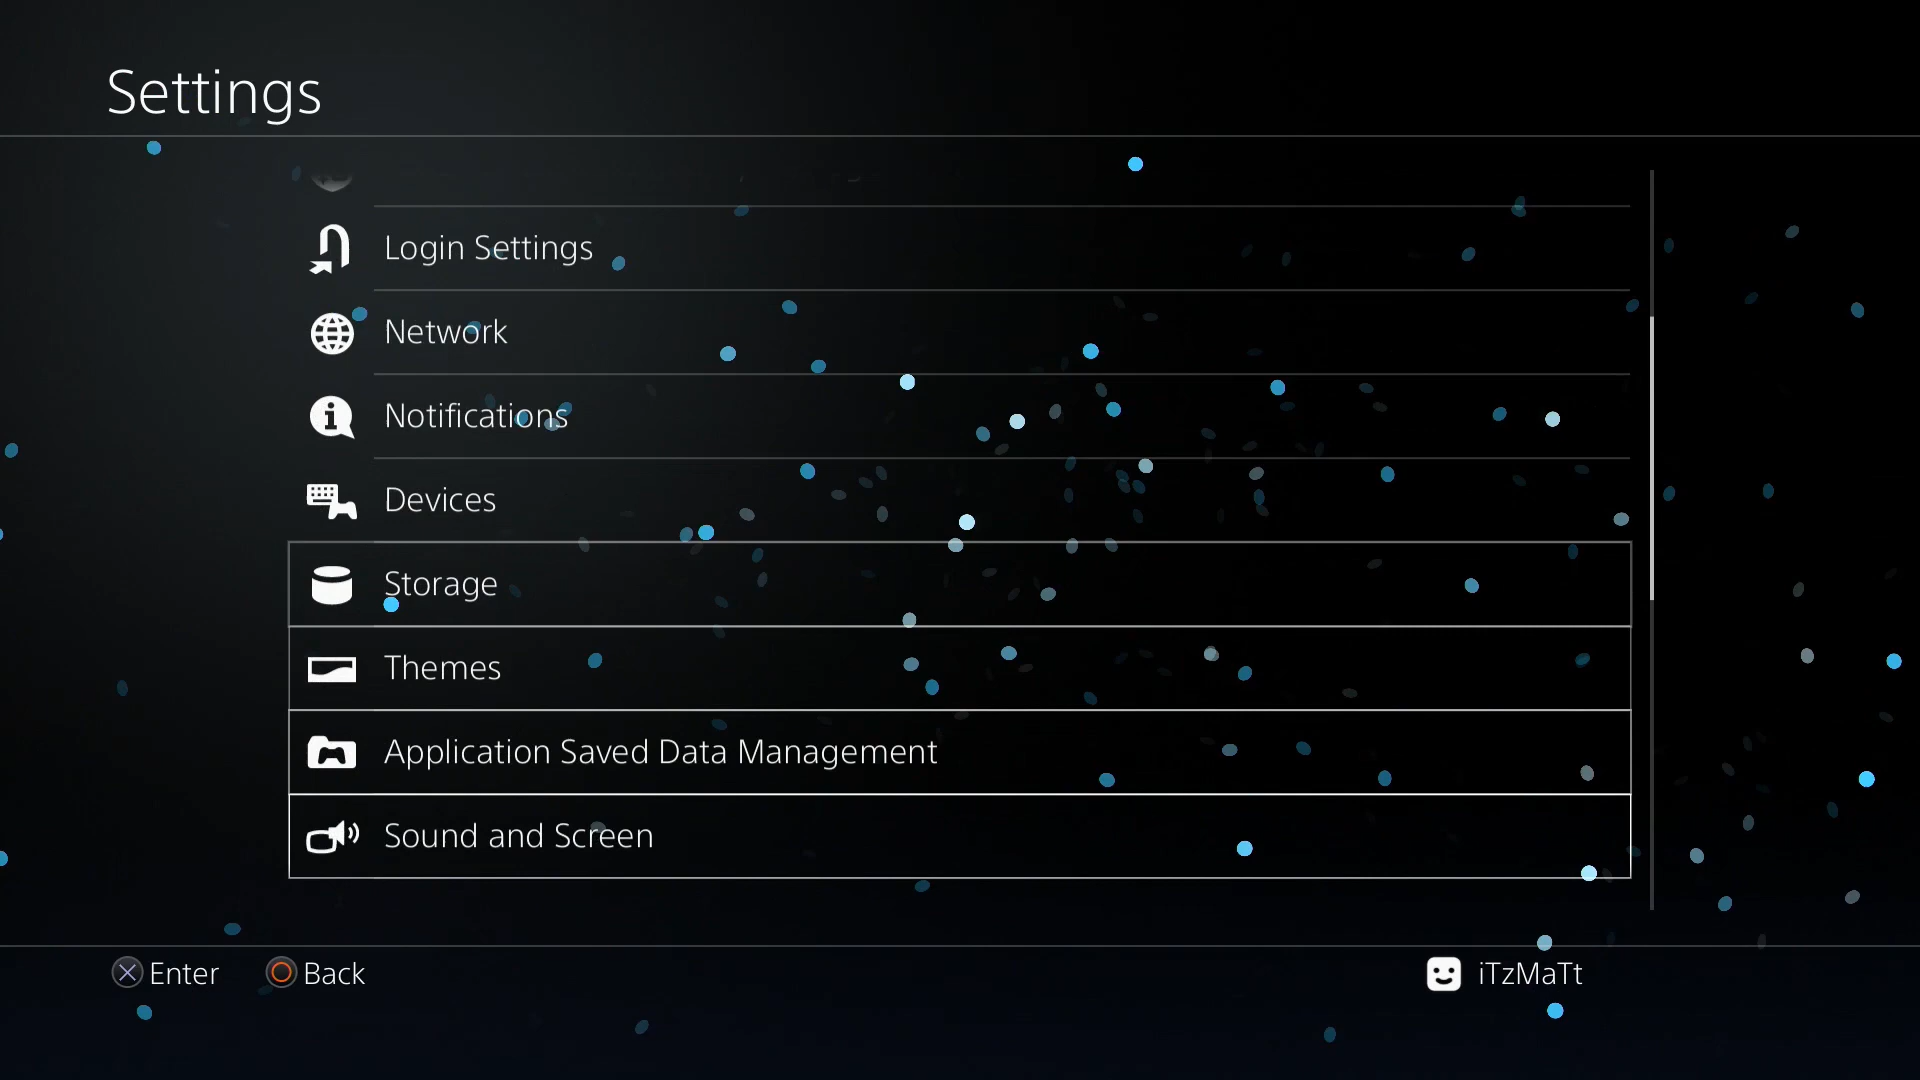 Settings
Login Settings
Network
Notifications
Devices
Storage
Themes
Application Saved Data Management
Sound and Screen
Enter
Back
iTzMaTt